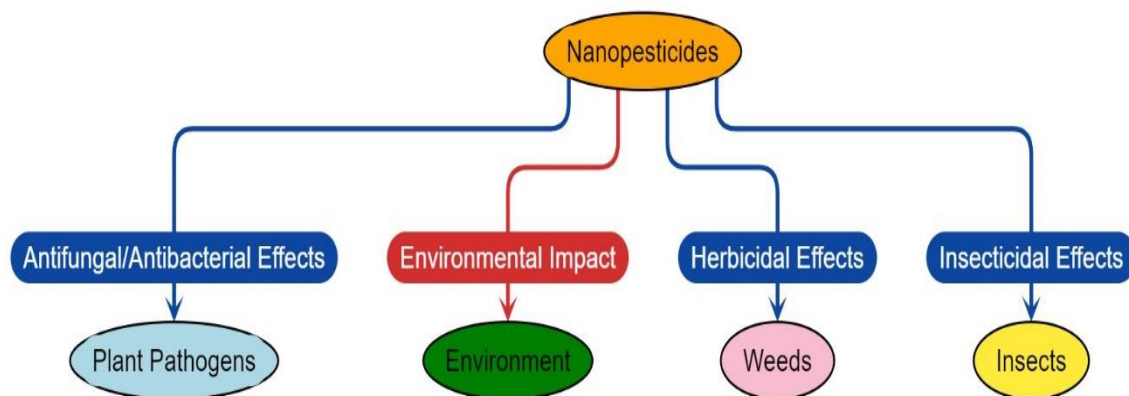 Nanopesticides
Antifungal/Antibacterial Effects
Environmental Impact
Herbicidal Effects
Insecticidal Effects
Plant Pathogens
Environment
Weeds
Insects